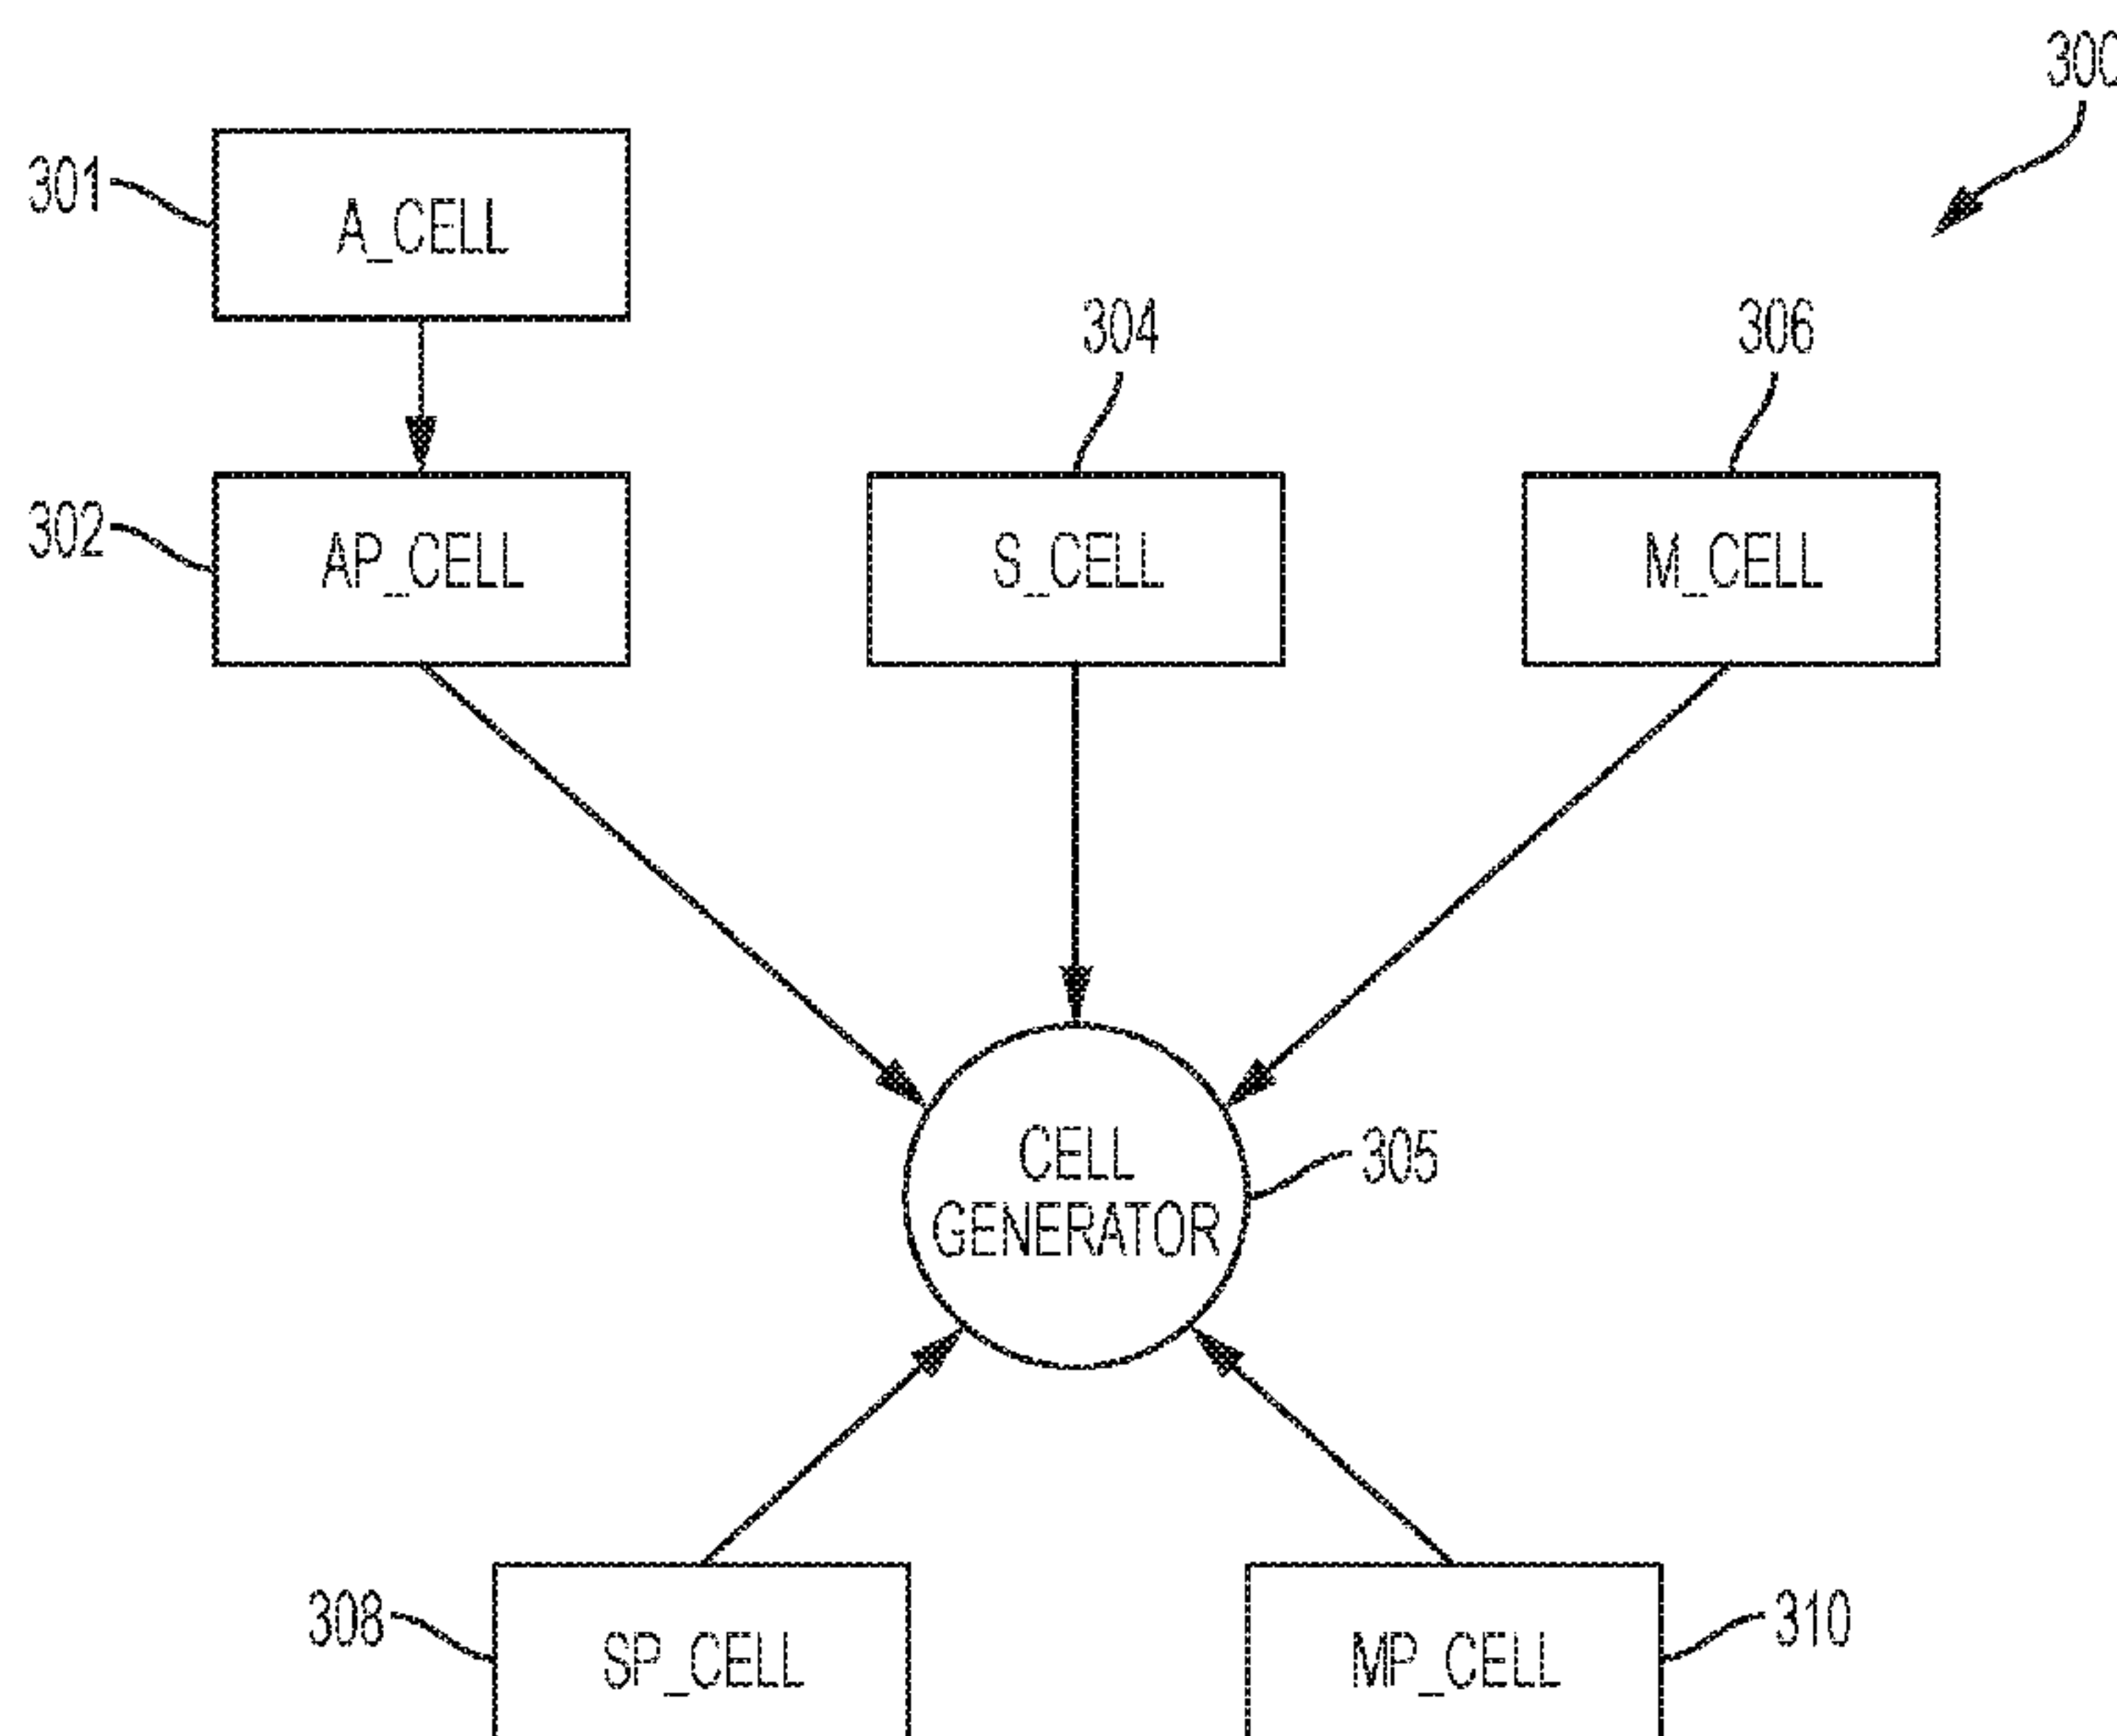 300
301
A_CELL
304
306
302
AP_CELL
S_CELL
M_CELL
CELL
GENERATOR
305
308
SP_CELL
MP_CELL
310